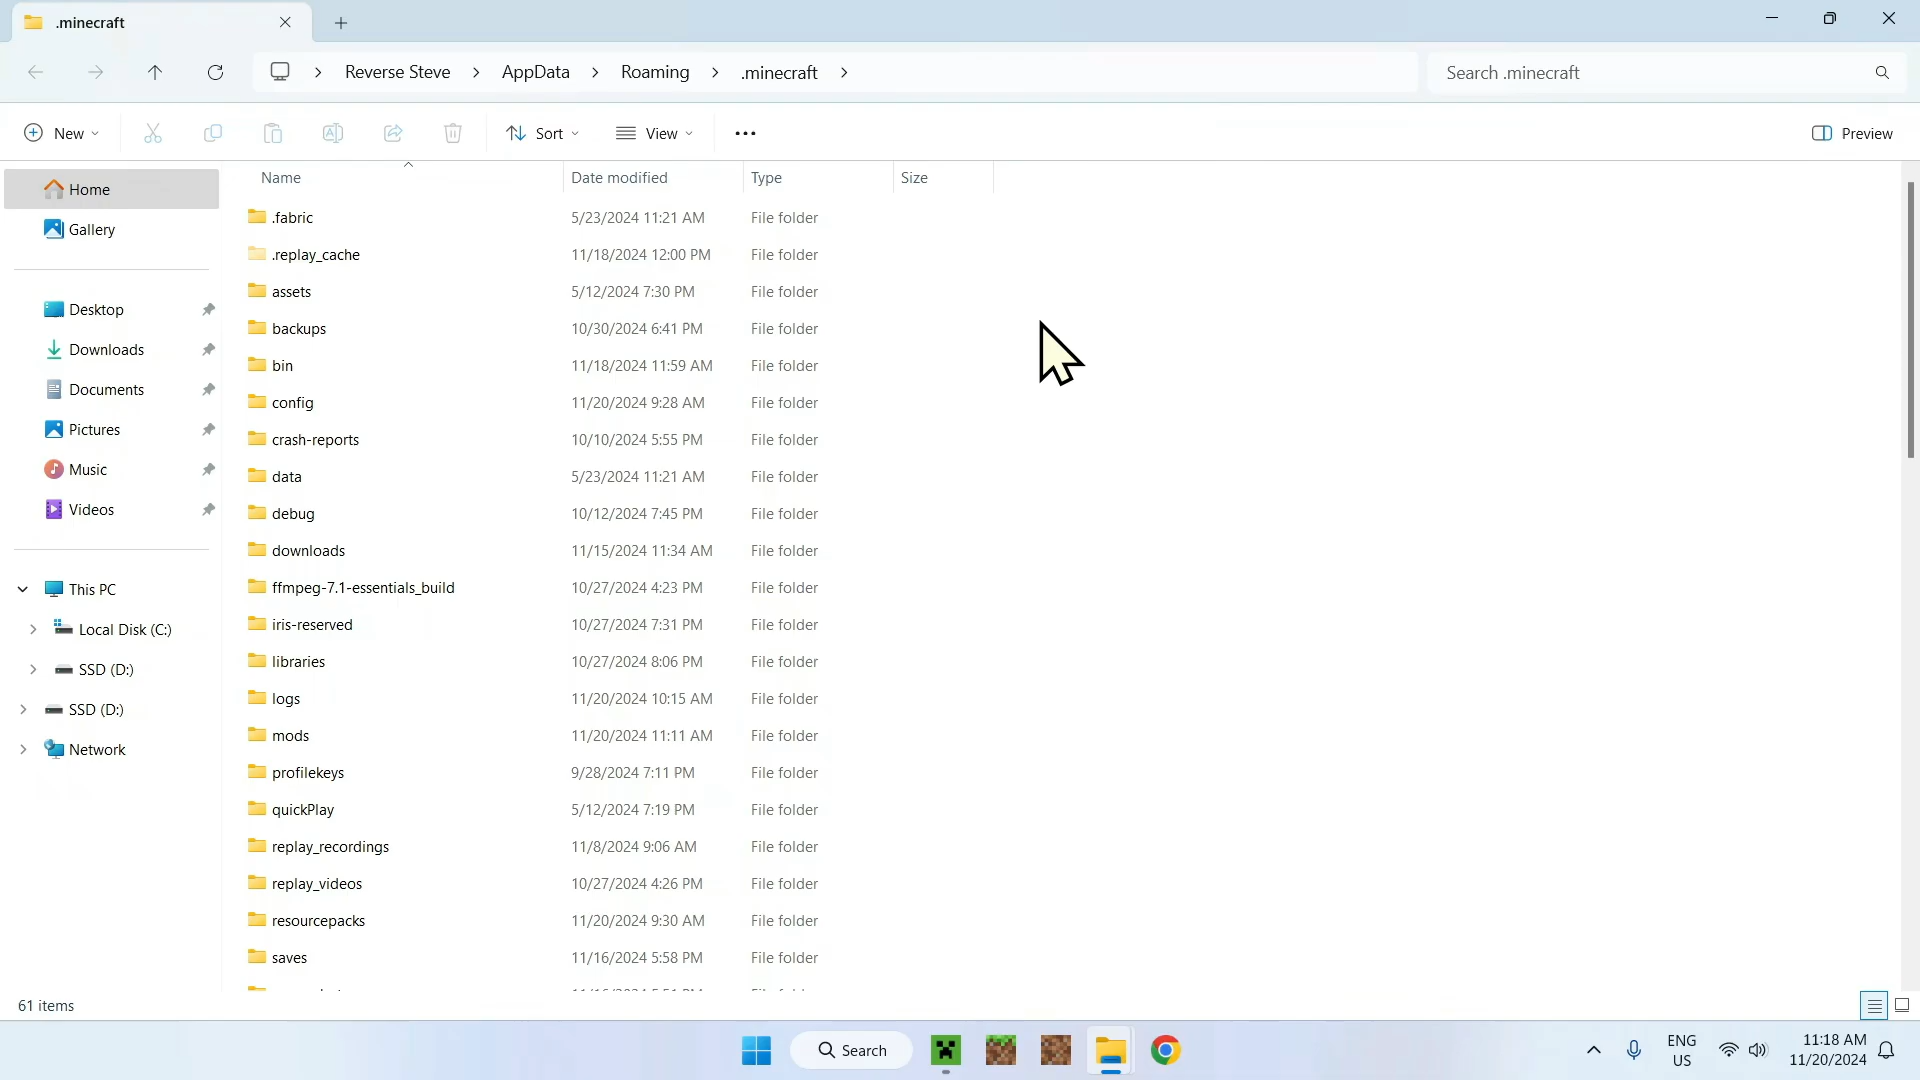 .minecraft
Reverse Steve AppData Roaming .minecraft
Search .minecraft
New
Sort
View
Preview
Name Date modified Type Size
Home
Gallery
Desktop
Downloads
Documents
Pictures
Music
Videos
This PC
Local Disk (C:)
SSD (D:)
SSD (D:)
Network
.fabric 5/23/2024 11:21 AM File folder
.replay_cache 11/18/2024 12:00 PM File folder
assets 5/12/2024 7:30 PM File folder
backups 10/30/2024 6:41 PM File folder
bin 11/18/2024 11:59 AM File folder
config 11/20/2024 9:28 AM File folder
crash-reports 10/10/2024 5:55 PM File folder
data 5/23/2024 11:21 AM File folder
debug 10/12/2024 7:45 PM File folder
downloads 11/15/2024 11:34 AM File folder
ffmpeg-7.1-essentials_build 10/27/2024 4:23 PM File folder
iris-reserved 10/27/2024 7:31 PM File folder
libraries 10/27/2024 8:06 PM File folder
logs 11/20/2024 10:15 AM File folder
mods 11/20/2024 11:11 AM File folder
profilekeys 9/28/2024 7:11 PM File folder
quickPlay 5/12/2024 7:19 PM File folder
replay_recordings 11/8/2024 9:06 AM File folder
replay_videos 10/27/2024 4:26 PM File folder
resourcepacks 11/20/2024 9:30 AM File folder
saves 11/16/2024 5:58 PM File folder
61 items
Search
ENG
US
11:18 AM
11/20/2024